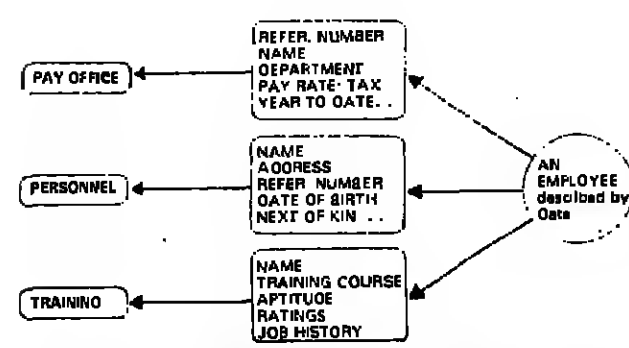 REFER. NUMBER
NAME
DEPARTMENT
PAY RATE· TAX
YEAR TO DATE. .
PAY OFFICE
NAME
ADDRESS
REFER NUMBER
DATE OF BIRTH
NEXT OF KIN . .
PERSONNEL
AN
EMPLOYEE
described by
Data
NAME
TRAINING COURSE
APTITUDE
RATINGS
JOB HISTORY
TRAINING